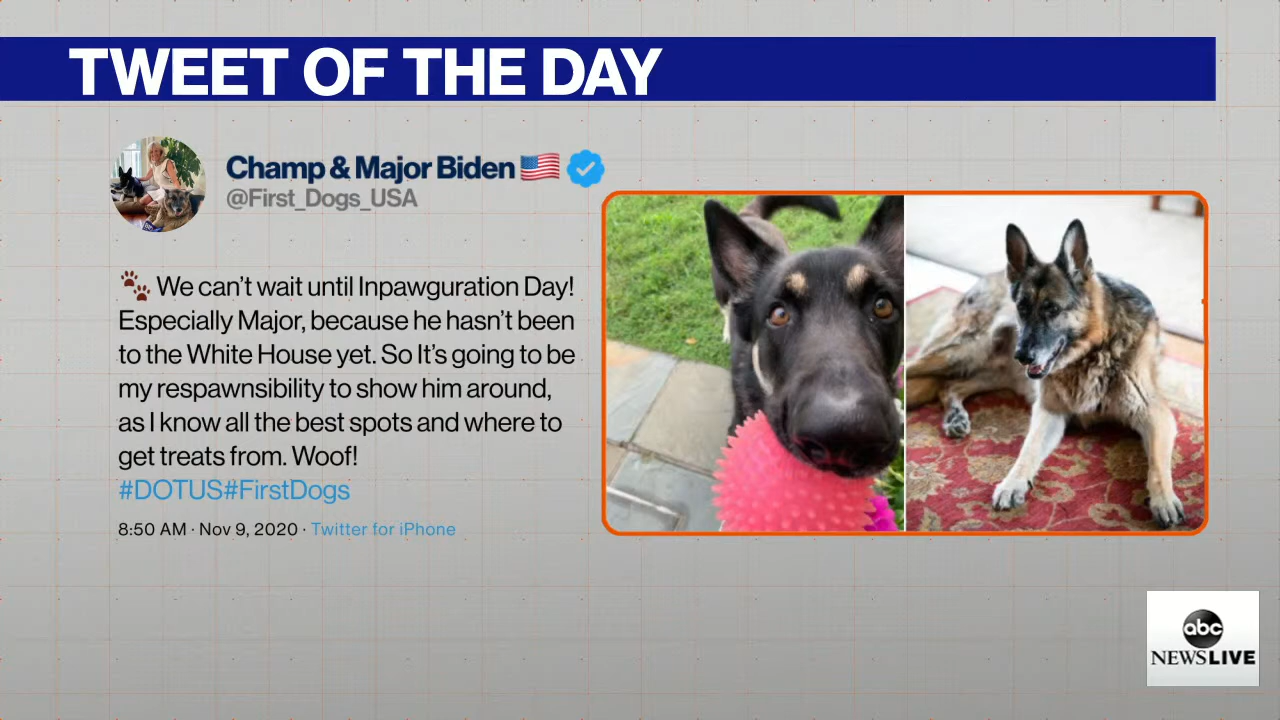 TWEET OF THE DAY
Champ & Major Biden
@First_Dogs_USA
We can't wait until Inpawguration Day!
Especially Major, because he hasn't been
to the White House yet. So It's going to be
my respawnsibility to show him around,
as I know all the best spots and where to
get treats from. Woof!
#DOTUS#FirstDogs
8:50 AM · Nov 9, 2020 · Twitter for iPhone
abc
NEWSLIVE